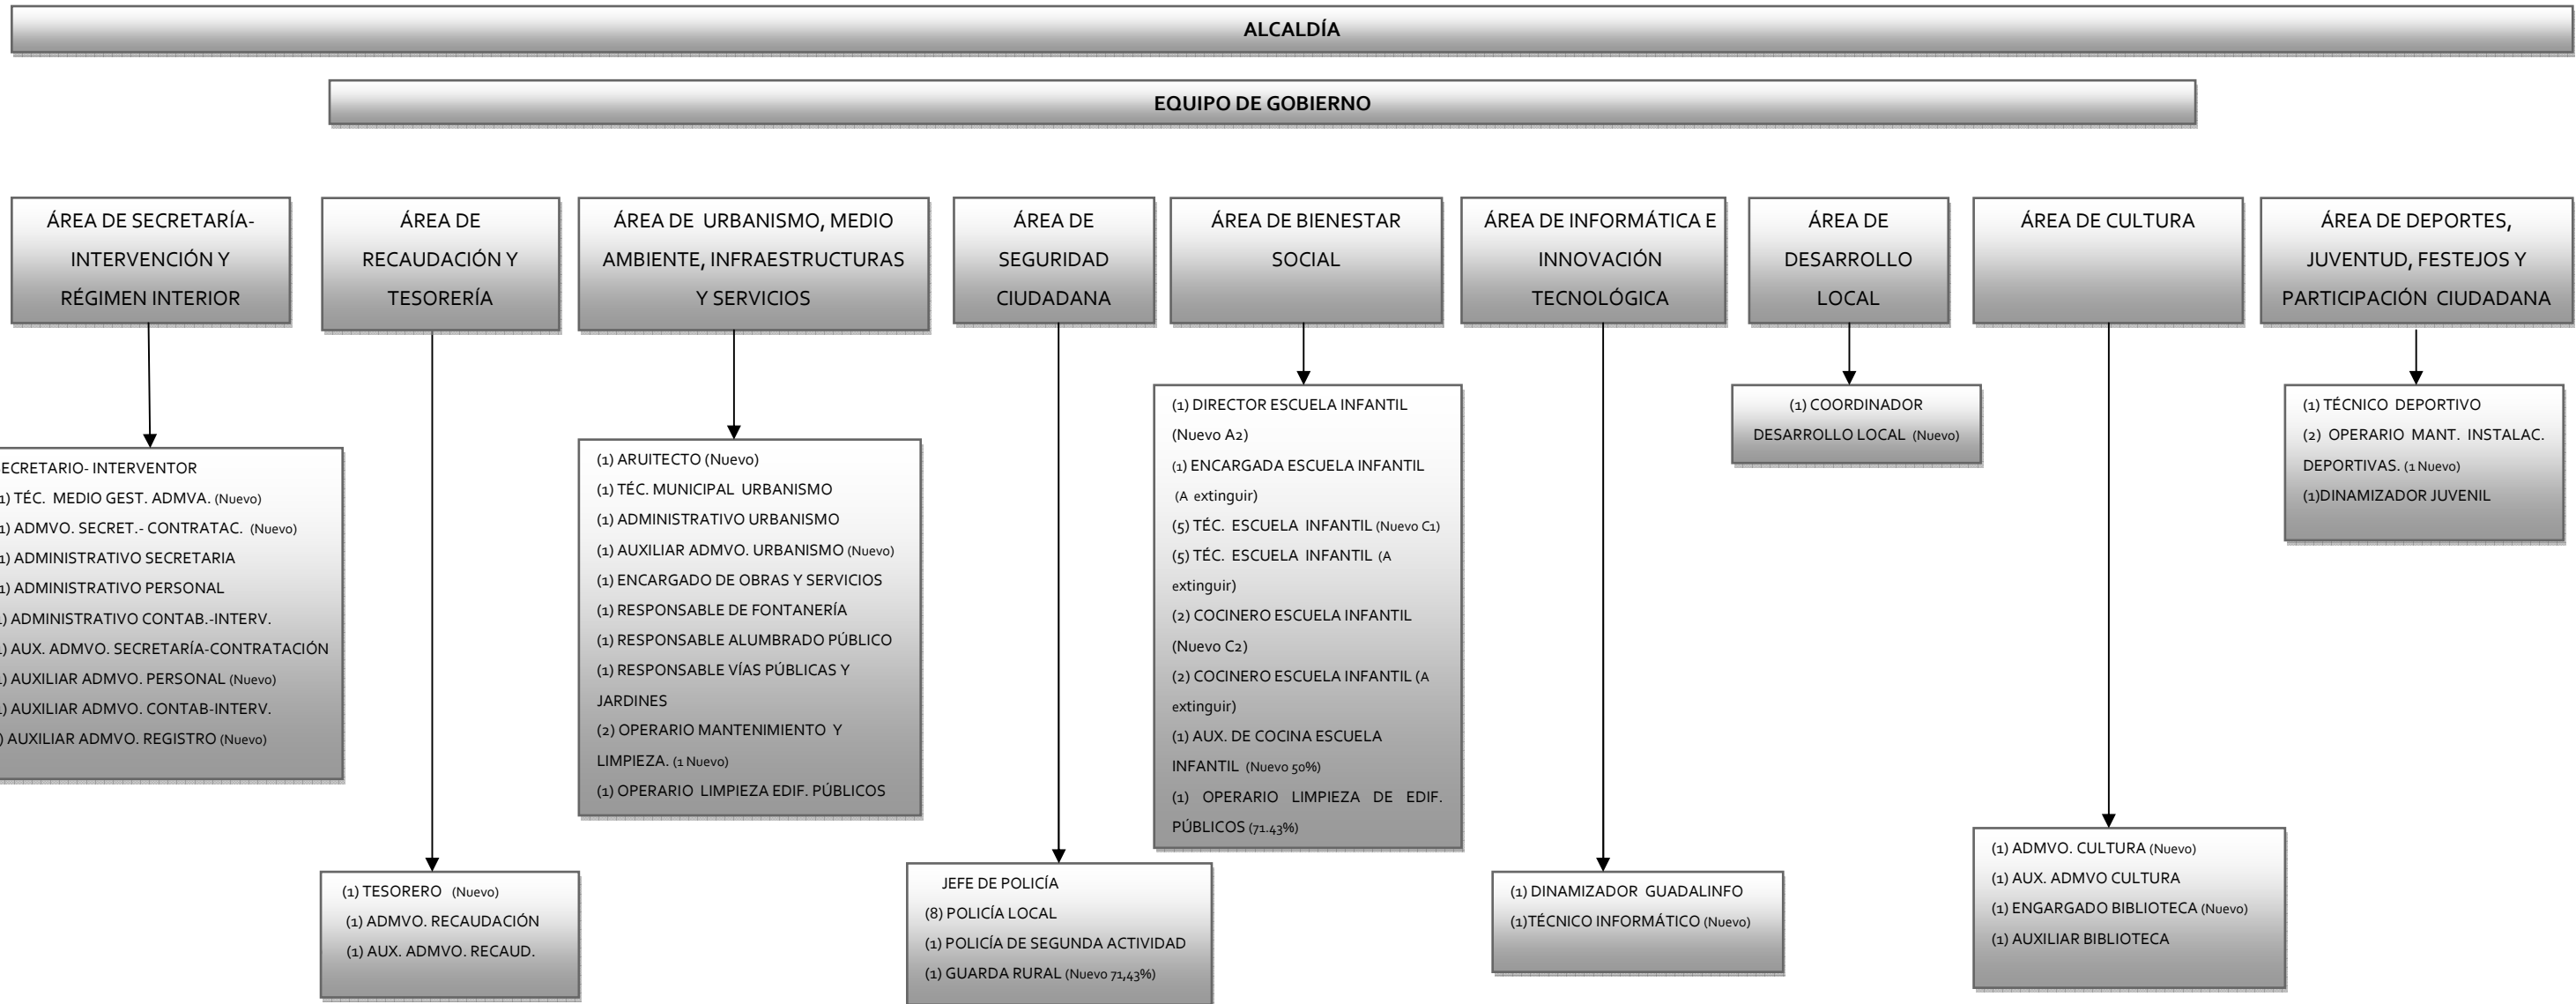 ALCALDÍA
EQUIPO DE GOBIERNO
ÁREA DE SECRETARÍA-
INTERVENCIÓN Y
RÉGIMEN INTERIOR
ÁREA DE
RECAUDACIÓN Y
TESORERÍA
ÁREA DE URBANISMO, MEDIO
AMBIENTE, INFRAESTRUCTURAS
Y SERVICIOS
ÁREA DE
SEGURIDAD
CIUDADANA
ÁREA DE BIENESTAR
SOCIAL
ÁREA DE INFORMÁTICA E
INNOVACIÓN
TECNOLÓGICA
ÁREA DE
DESARROLLO
LOCAL
ÁREA DE CULTURA
ÁREA DE DEPORTES,
JUVENTUD, FESTEJOS Y
PARTICIPACIÓN CIUDADANA
ECRETARIO- INTERVENTOR
1) TÉC. MEDIO GEST. ADMVA. (Nuevo)
1) ADMVO. SECRET.- CONTRATAC. (Nuevo)
1) ADMINISTRATIVO SECRETARIA
1) ADMINISTRATIVO PERSONAL
1) ADMINISTRATIVO CONTAB.-INTERV.
1) AUX. ADMVO. SECRETARÍA-CONTRATACIÓN
1) AUXILIAR ADMVO. PERSONAL (Nuevo)
1) AUXILIAR ADMVO. CONTAB-INTERV.
) AUXILIAR ADMVO. REGISTRO (Nuevo)
(1) TESORERO (Nuevo)
(1) ADMVO. RECAUDACIÓN
(1) AUX. ADMVO. RECAUD.
(1) ARUITECTO (Nuevo)
(1) TÉC. MUNICIPAL URBANISMO
(1) ADMINISTRATIVO URBANISMO
(1) AUXILIAR ADMVO. URBANISMO (Nuevo)
(1) ENCARGADO DE OBRAS Y SERVICIOS
(1) RESPONSABLE DE FONTANERÍA
(1) RESPONSABLE ALUMBRADO PÚBLICO
(1) RESPONSABLE VÍAS PÚBLICAS Y
JARDINES
(2) OPERARIO MANTENIMIENTO Y
LIMPIEZA. (1 Nuevo)
(1) OPERARIO LIMPIEZA EDIF. PÚBLICOS
JEFE DE POLICÍA
(8) POLICÍA LOCAL
(1) POLICÍA DE SEGUNDA ACTIVIDAD
(1) GUARDA RURAL (Nuevo 71,43%)
(1) DIRECTOR ESCUELA INFANTIL
(Nuevo A2)
(1) ENCARGADA ESCUELA INFANTIL
(A extinguir)
(5) TÉC. ESCUELA INFANTIL (Nuevo C1)
(5) TÉC. ESCUELA INFANTIL (A
extinguir)
(2) COCINERO ESCUELA INFANTIL
(Nuevo C2)
(2) COCINERO ESCUELA INFANTIL (A
extinguir)
(1) AUX. DE COCINA ESCUELA
INFANTIL (Nuevo 50%)
(1) OPERARIO LIMPIEZA DE EDIF.
PÚBLICOS (71.43%)
(1) DINAMIZADOR GUADALINFO
(1)TÉCNICO INFORMÁTICO (Nuevo)
(1) COORDINADOR
DESARROLLO LOCAL (Nuevo)
(1) ADMVO. CULTURA (Nuevo)
(1) AUX. ADMVO CULTURA
(1) ENGARGADO BIBLIOTECA (Nuevo)
(1) AUXILIAR BIBLIOTECA
(1) TÉCNICO DEPORTIVO
(2) OPERARIO MANT. INSTALAC.
DEPORTIVAS. (1 Nuevo)
(1)DINAMIZADOR JUVENIL